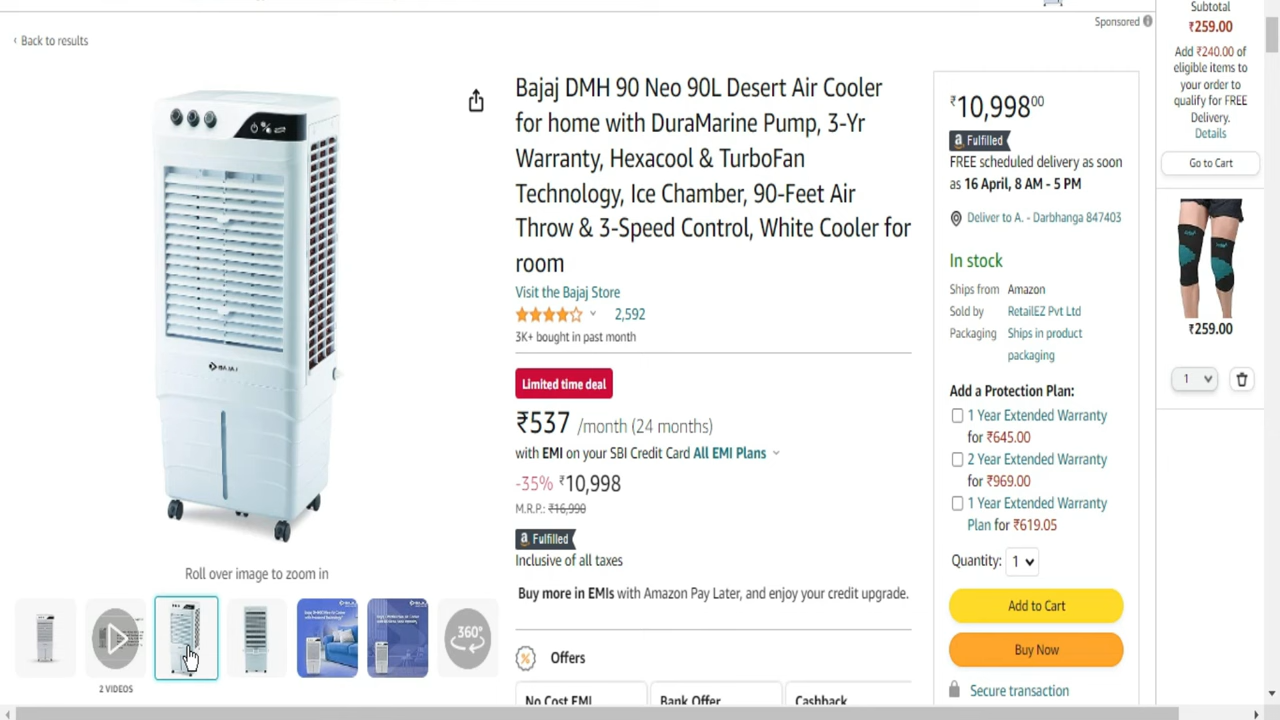 Sponsored
‹ Back to results
BAJAJ
Roll over image to zoom in
2 VIDEOS
360°
Bajaj DMH 90 Neo 90L Desert Air Cooler
for home with DuraMarine Pump, 3-Yr
Warranty, Hexacool & TurboFan
Technology, Ice Chamber, 90-Feet Air
Throw & 3-Speed Control, White Cooler for
room
Visit the Bajaj Store
2,592
3K+ bought in past month
Limited time deal
₹537 /month (24 months)
with EMI on your SBI Credit Card All EMI Plans
-35% ₹10,998
M.R.P.: ₹16,990
a Fulfilled
Inclusive of all taxes
Buy more in EMIs with Amazon Pay Later, and enjoy your credit upgrade.
Offers
No Cost EMI
Bank Offer
Cashback
₹10,99800
a Fulfilled
FREE scheduled delivery as soon
as 16 April, 8 AM - 5 PM
Deliver to A. - Darbhanga 847403
In stock
Ships from Amazon
Sold by RetailEZ Pvt Ltd
Packaging Ships in product
packaging
Add a Protection Plan:
1 Year Extended Warranty
for ₹645.00
2 Year Extended Warranty
for ₹969.00
1 Year Extended Warranty
Plan for ₹619.05
Quantity: 1
Add to Cart
Buy Now
Secure transaction
Subtotal
₹259.00
Add ₹240.00 of
eligible items to
your order to
qualify for FREE
Delivery.
Details
Go to Cart
₹259.00
1